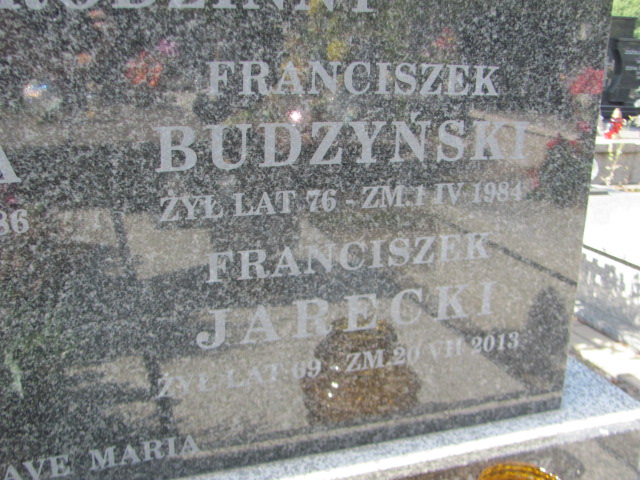 FRANCISZEK
BUDZYŃSKI
ŻYŁ LAT 76 - ZM.1 IV 1984
FRANCISZEK
JARECKI
ŻYŁ LAT 69 - ZM.20 VII 2013
AVE MARIA